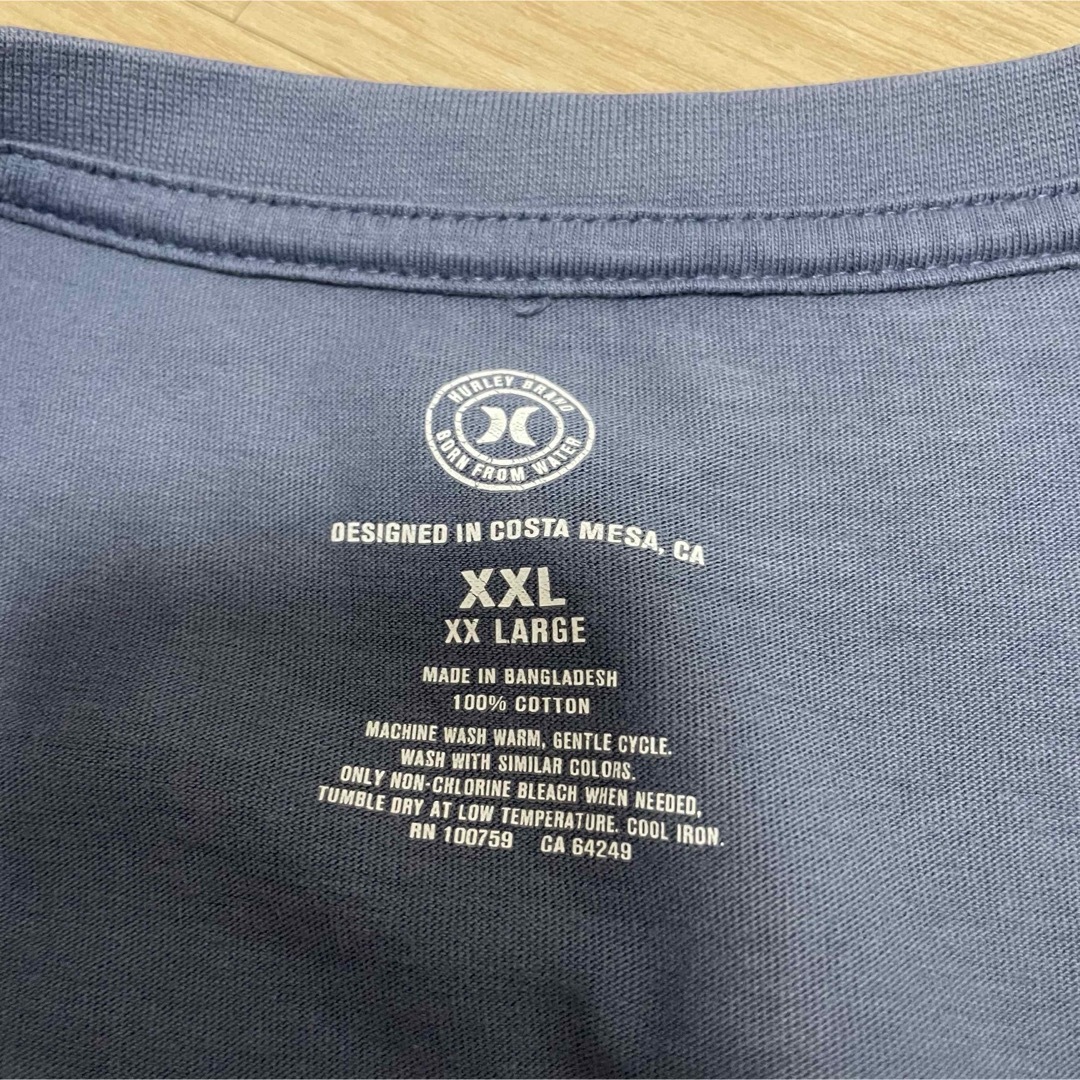 HURLEY BRAND
BORN FROM WATER
DESIGNED IN COSTA MESA, CA
XXL
XX LARGE
MADE IN BANGLADESH
100% COTTON
MACHINE WASH WARM, GENTLE CYCLE.
WASH WITH SIMILAR COLORS.
ONLY NON-CHLORINE BLEACH WHEN NEEDED,
TUMBLE DRY AT LOW TEMPERATURE. COOL IRON.
RN 100759 CA 64249